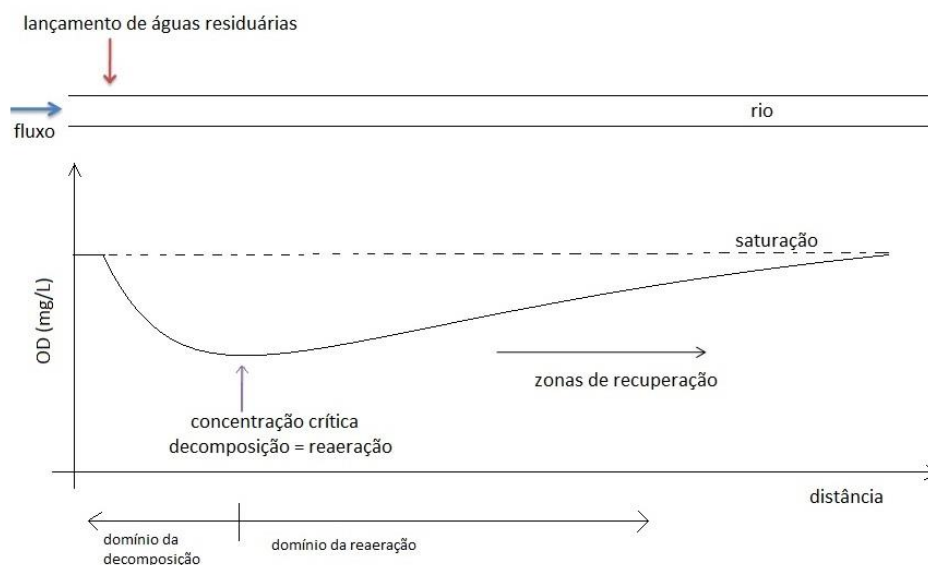 lançamento de águas residuárias
rio
fluxo
saturação
OD (mg/L)
zonas de recuperação
concentração crítica
decomposição = reaeração
distância
domínio da
decomposição
domínio da reaeração